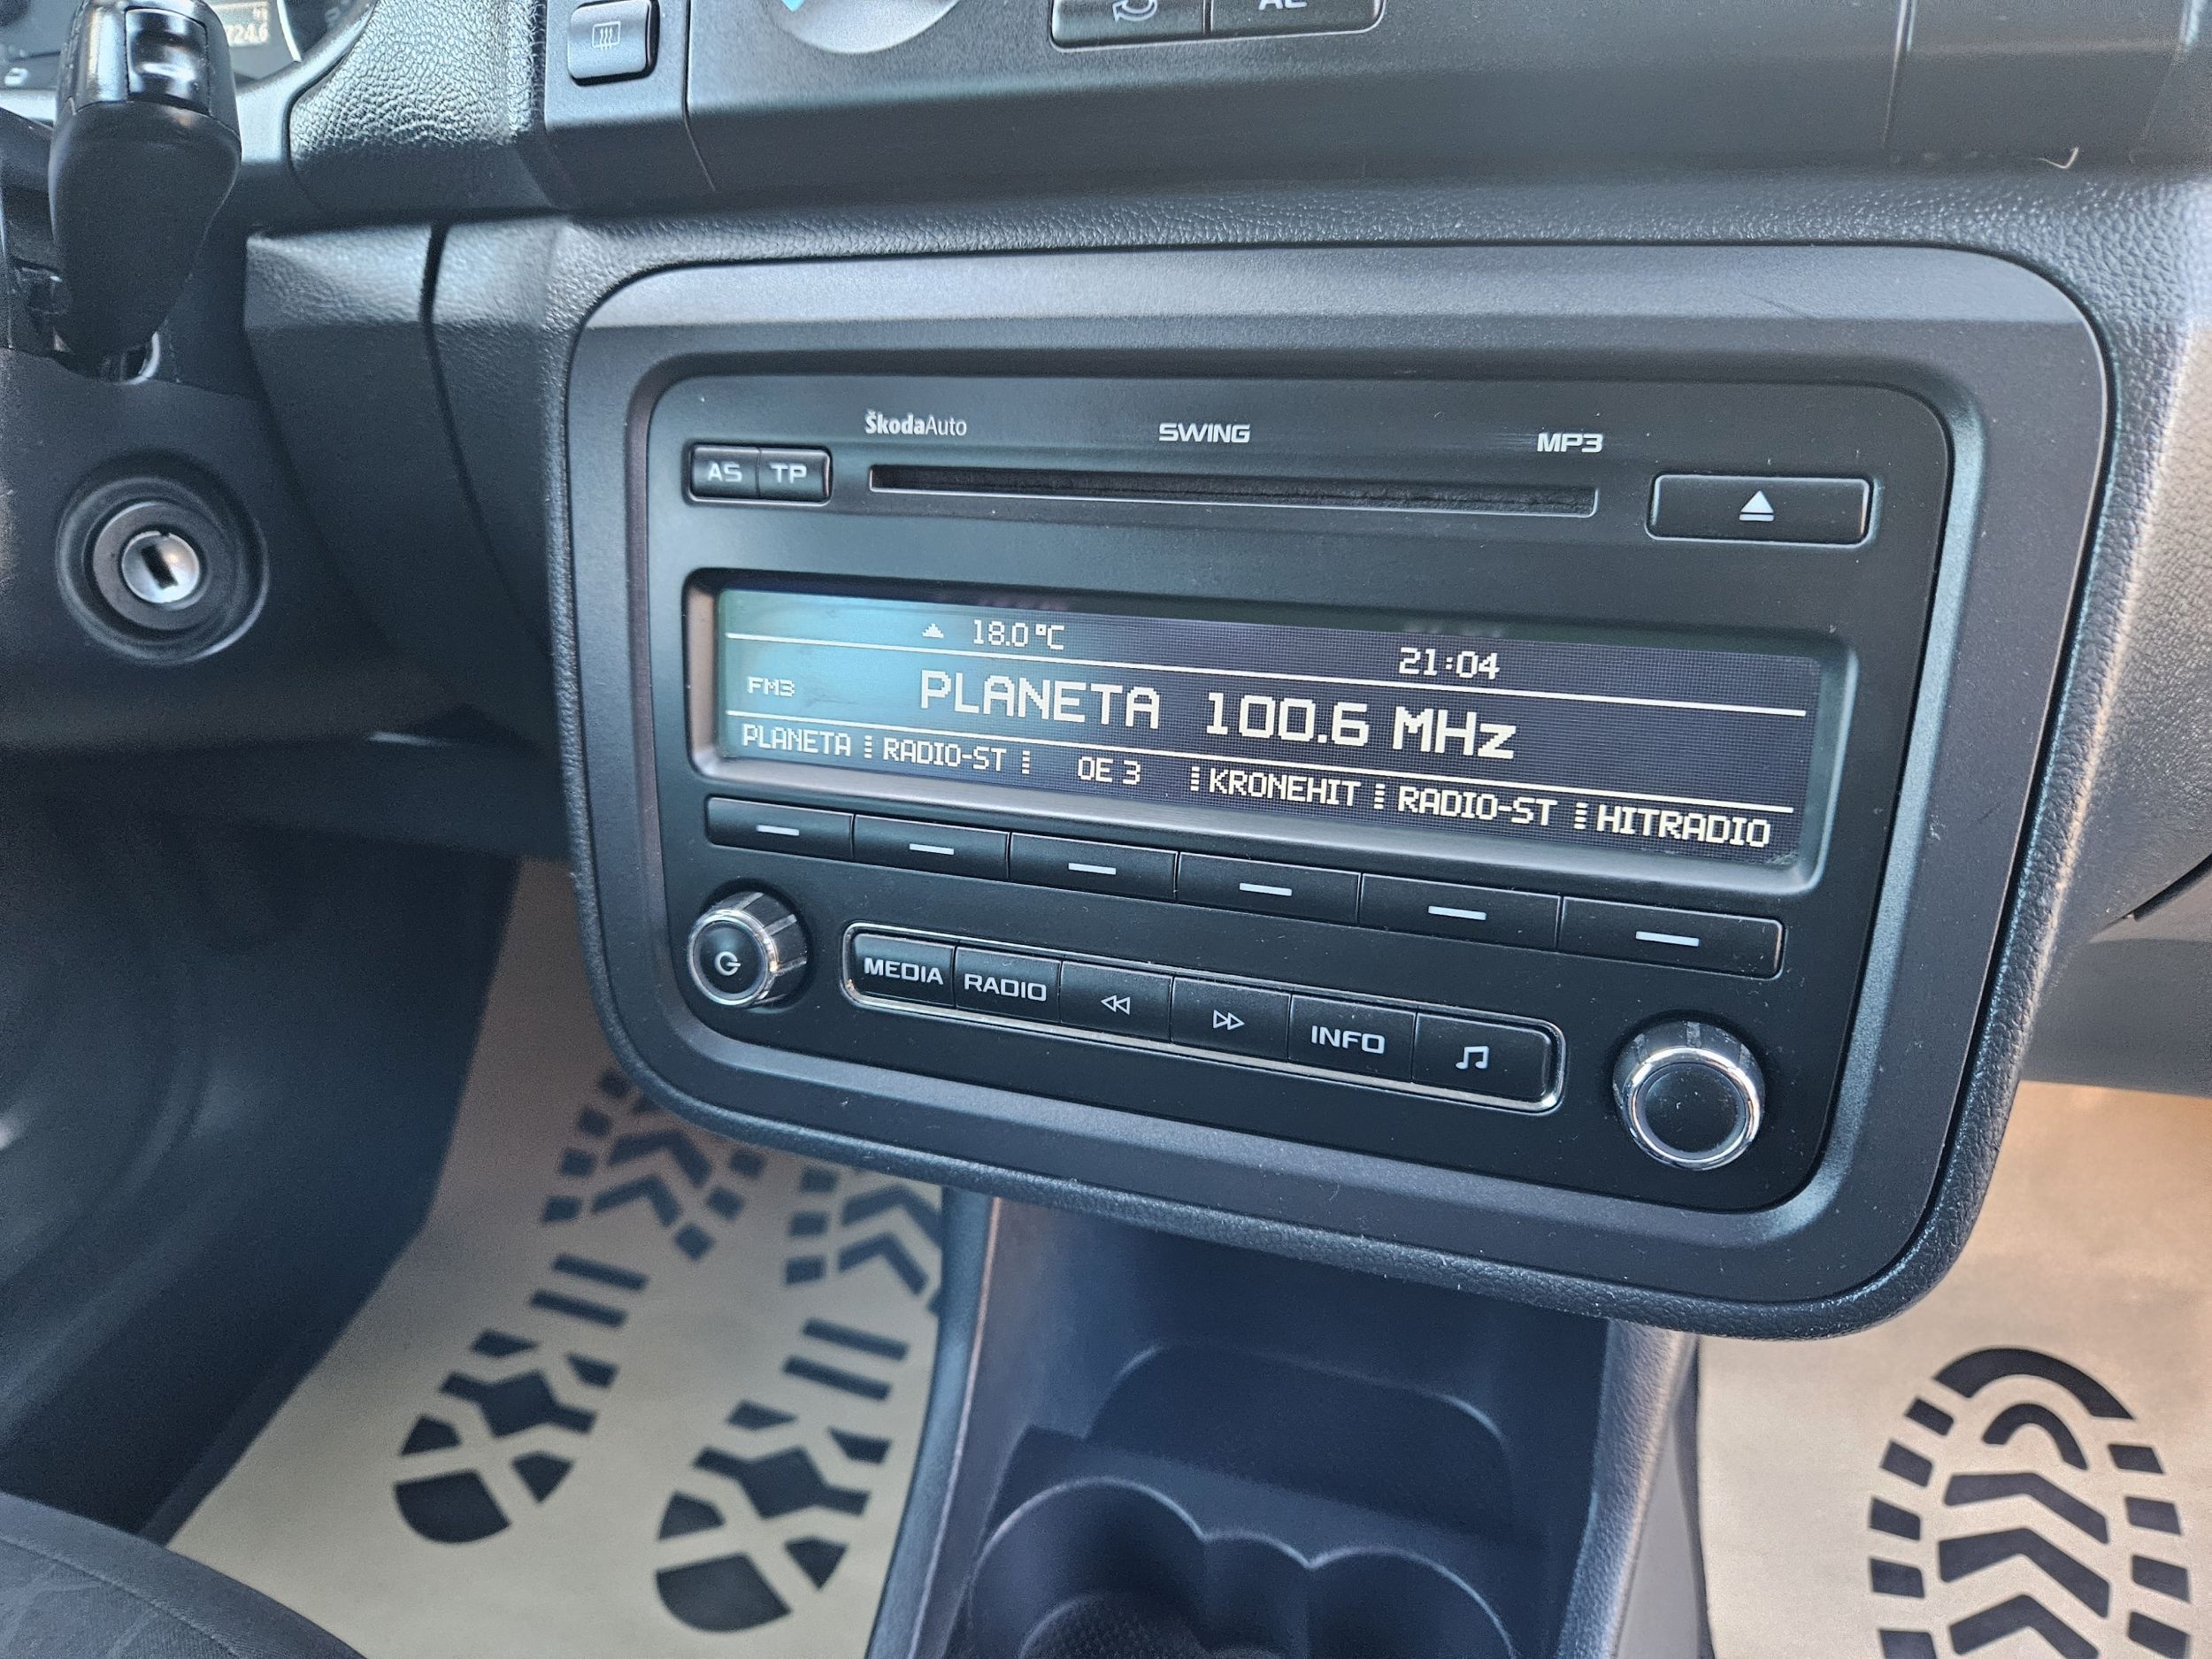 AC
ŠkodaAuto SWING MP3
AS TP
18.0 °C 21:04
FM3 PLANETA 100.6 MHz
PLANETA RADIO-ST OE 3 KRONEHIT RADIO-ST HITRADIO
MEDIA RADIO INFO